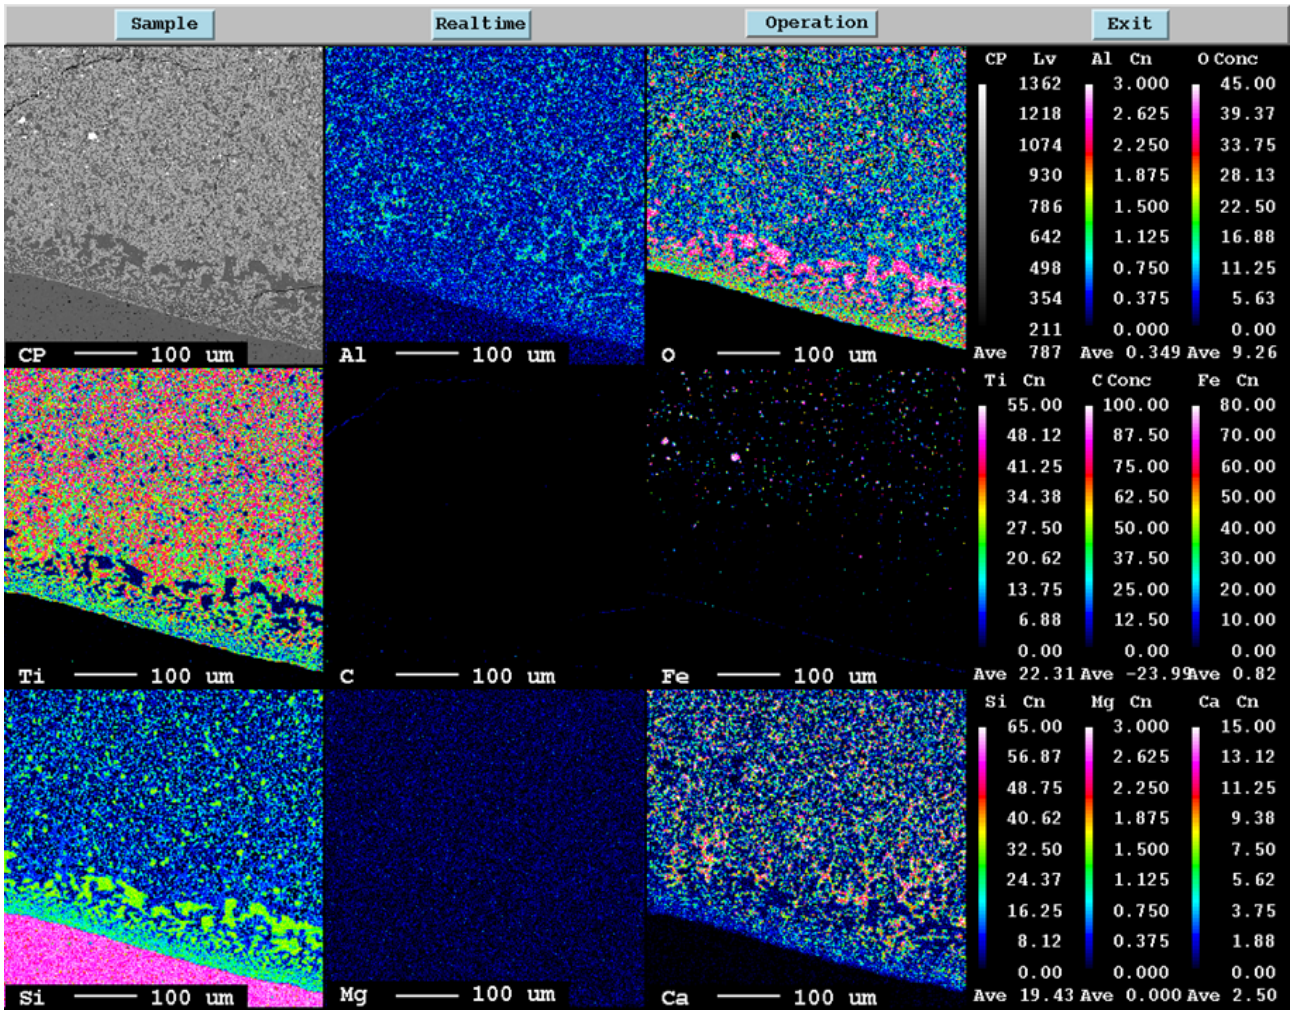 Sample Realtime Operation Exit
CP Lv Al Cn O Conc
1362 3.000 45.00
1218 2.625 39.37
1074 2.250 33.75
930 1.875 28.13
786 1.500 22.50
642 1.125 16.88
498 0.750 11.25
354 0.375 5.63
211 0.000 0.00
Ave 787 Ave 0.349 Ave 9.26
CP 100 um Al 100 um O 100 um
Ti Cn C Conc Fe Cn
55.00 100.00 80.00
48.12 87.50 70.00
41.25 75.00 60.00
34.38 62.50 50.00
27.50 50.00 40.00
20.62 37.50 30.00
13.75 25.00 20.00
6.88 12.50 10.00
0.00 0.00 0.00
Ave 22.31 Ave -23.99 Ave 0.82
Ti 100 um C 100 um Fe 100 um
Si Cn Mg Cn Ca Cn
65.00 3.000 15.00
56.87 2.625 13.12
48.75 2.250 11.25
40.62 1.875 9.38
32.50 1.500 7.50
24.37 1.125 5.62
16.25 0.750 3.75
8.12 0.375 1.88
0.00 0.000 0.00
Ave 19.43 Ave 0.000 Ave 2.50
Si 100 um Mg 100 um Ca 100 um